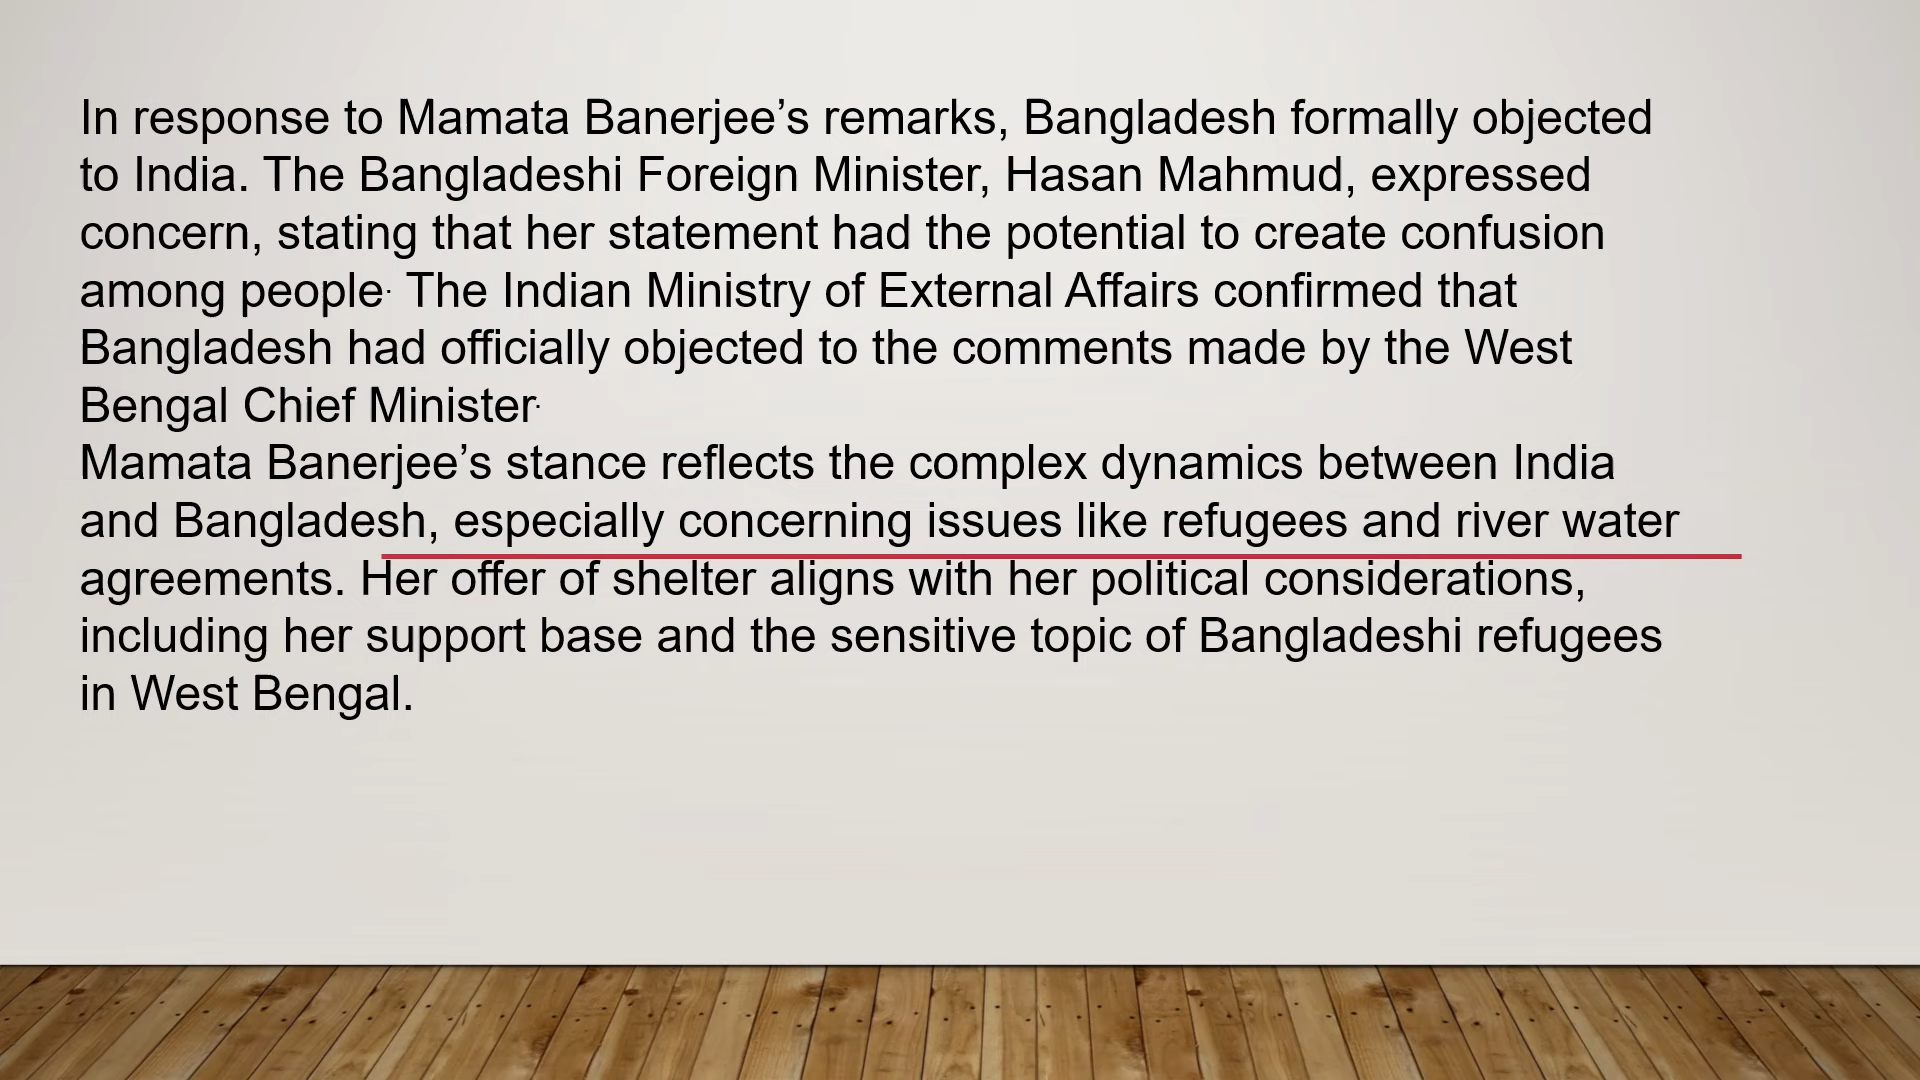 In response to Mamata Banerjee’s remarks, Bangladesh formally objected
to India. The Bangladeshi Foreign Minister, Hasan Mahmud, expressed
concern, stating that her statement had the potential to create confusion
among people. The Indian Ministry of External Affairs confirmed that
Bangladesh had officially objected to the comments made by the West
Bengal Chief Minister.
Mamata Banerjee’s stance reflects the complex dynamics between India
and Bangladesh, especially concerning issues like refugees and river water
agreements. Her offer of shelter aligns with her political considerations,
including her support base and the sensitive topic of Bangladeshi refugees
in West Bengal.